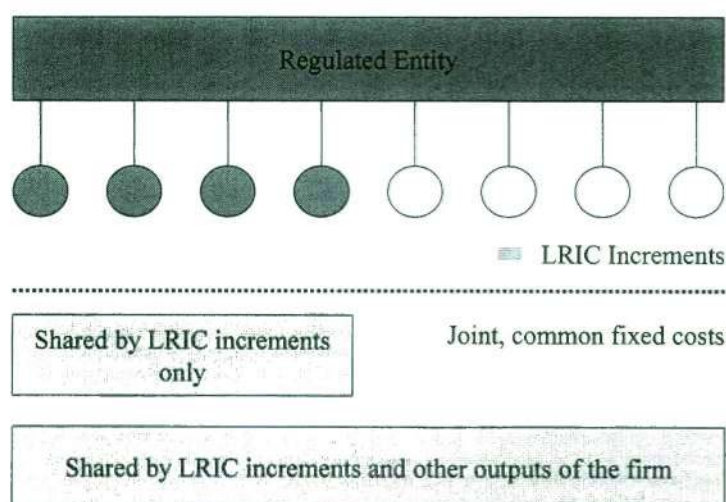 Regulated Entity
LRIC Increments
Shared by LRIC increments
only
Joint, common fixed costs
Shared by LRIC increments and other outputs of the firm